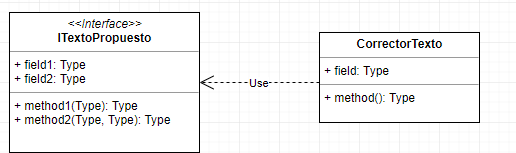 <<Interface>>
ITextoPropuesto
+ field1: Type
+ field2: Type
+ method1(Type): Type
+ method2(Type, Type): Type
Use
CorrectorTexto
+ field: Type
+ method(): Type